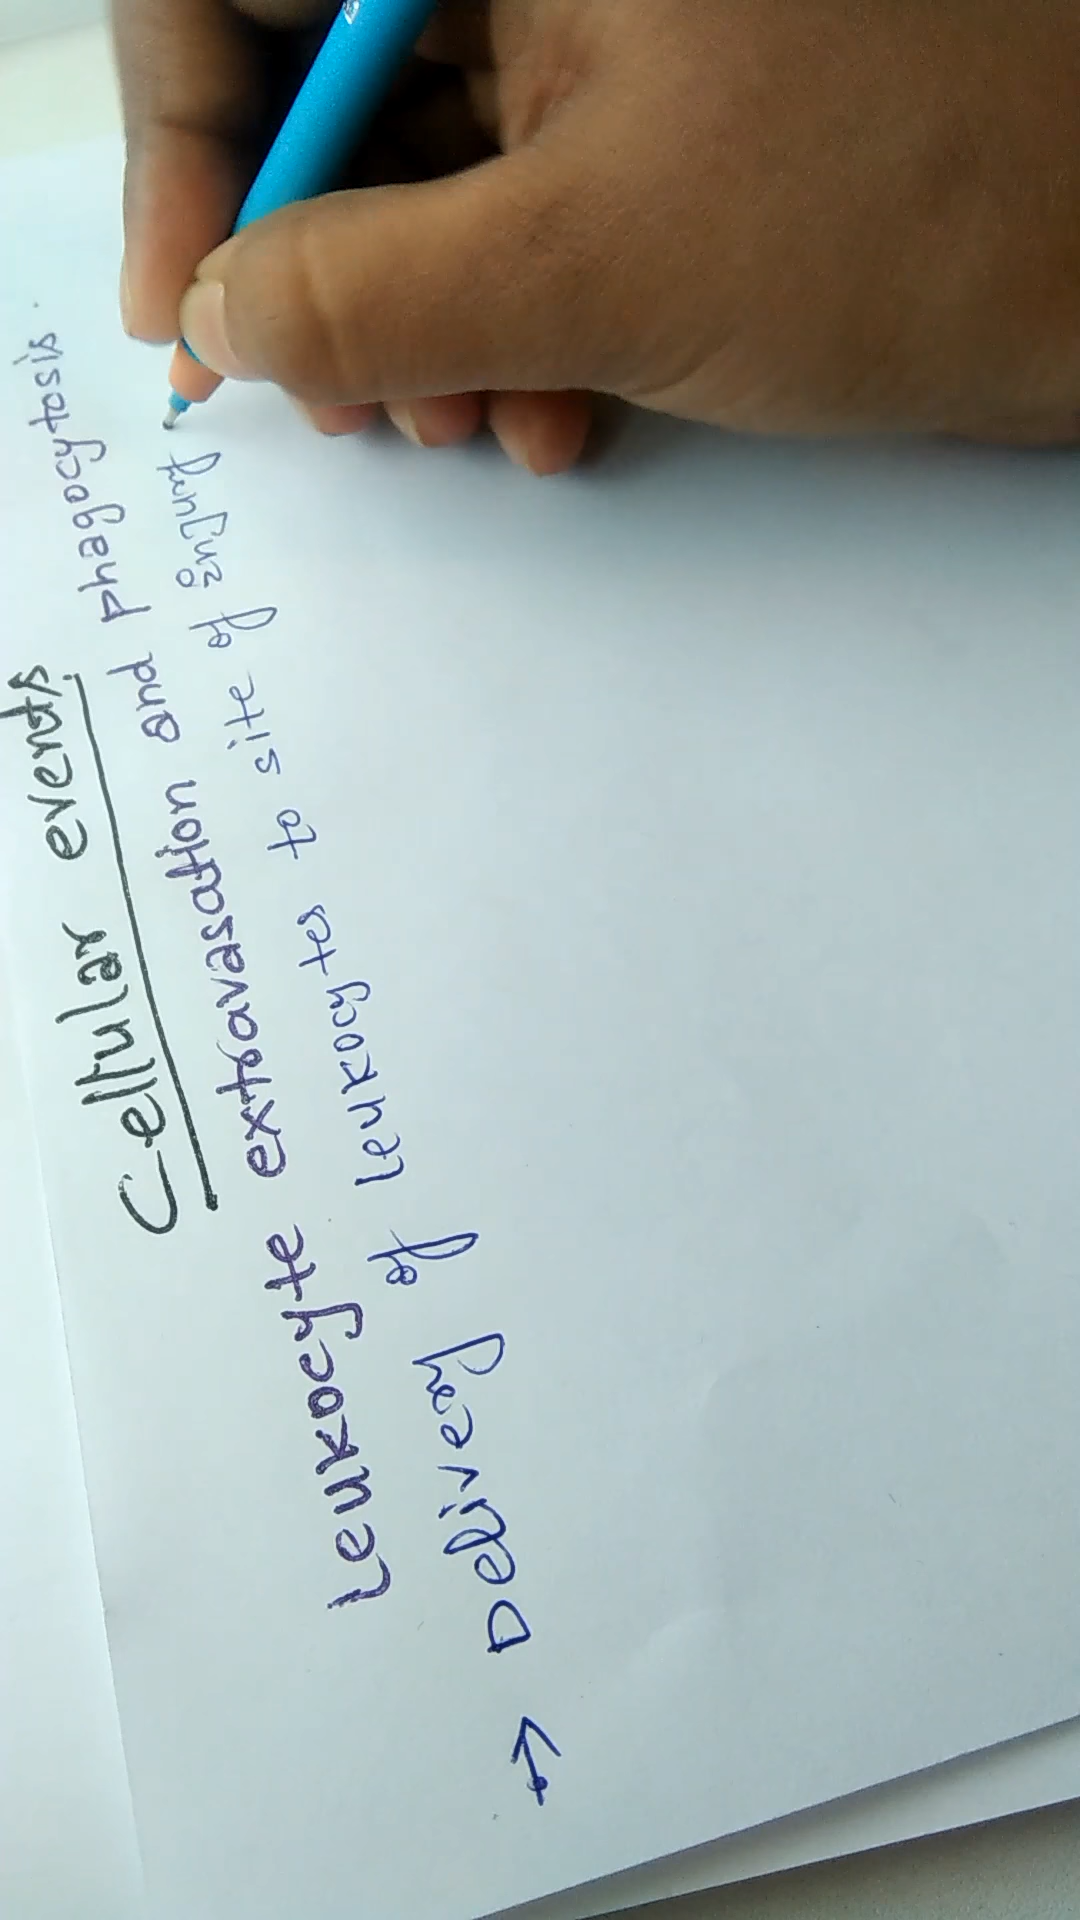 Cellular events
Leukocyte extravasation and phagocytosis.
→ Delivery of leukocytes to site of injury